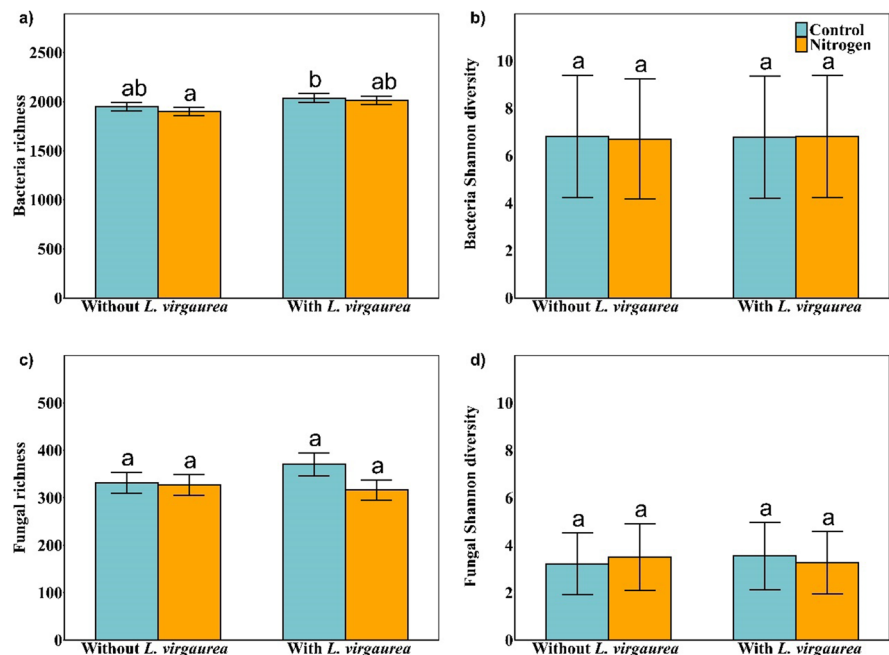 a)
2500
2000
1500
1000
500
0
Bacteria richness
ab
a
b
ab
Without L. virgaurea
With L. virgaurea
b)
Control
Nitrogen
10
8
6
4
2
0
Bacteria Shannon diversity
a
a
a
a
Without L. virgaurea
With L. virgaurea
c)
500
400
300
200
100
0
Fungal richness
a
a
a
a
Without L. virgaurea
With L. virgaurea
d)
10
8
6
4
2
0
Fungal Shannon diversity
a
a
a
a
Without L. virgaurea
With L. virgaurea